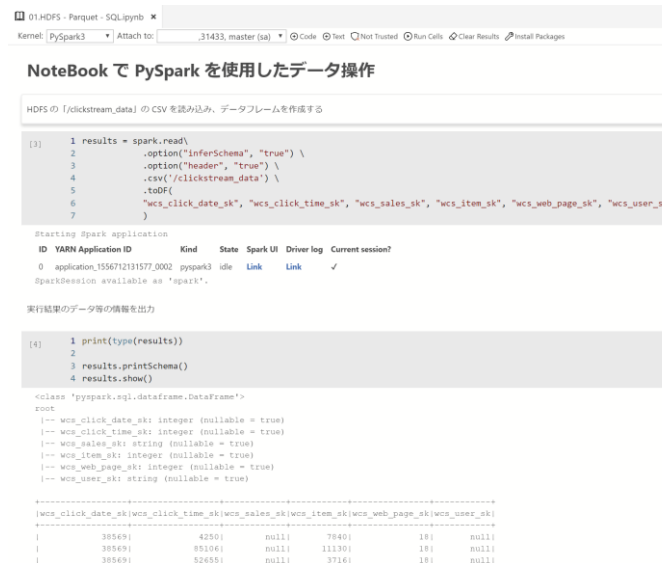 01.HDFS - Parquet - SQL.ipynb ×
Kernel: PySpark3 Attach to: ,31433, master (sa) Code Text Not Trusted Run Cells Clear Results Install Packages
NoteBook で PySpark を使用したデータ操作
HDFS の「/clickstream_data」の CSV を読み込み、データフレームを作成する
[3]
1 results = spark.read\
2 .option("inferSchema", "true") \
3 .option("header", "true") \
4 .csv('/clickstream_data') \
5 .toDF(
6 "wcs_click_date_sk", "wcs_click_time_sk", "wcs_sales_sk", "wcs_item_sk", "wcs_web_page_sk", "wcs_user_s
7 )
Starting Spark application
ID YARN Application ID Kind State Spark UI Driver log Current session?
0 application_1556712131577_0002 pyspark3 idle Link Link ✓
SparkSession available as 'spark'.
実行結果のデータ等の情報を出力
[4]
1 print(type(results))
2
3 results.printSchema()
4 results.show()
<class 'pyspark.sql.dataframe.DataFrame'>
root
|-- wcs_click_date_sk: integer (nullable = true)
|-- wcs_click_time_sk: integer (nullable = true)
|-- wcs_sales_sk: string (nullable = true)
|-- wcs_item_sk: integer (nullable = true)
|-- wcs_web_page_sk: integer (nullable = true)
|-- wcs_user_sk: string (nullable = true)
+-----------------+-----------------+------------+-----------+---------------+-----------+
|wcs_click_date_sk|wcs_click_time_sk|wcs_sales_sk|wcs_item_sk|wcs_web_page_sk|wcs_user_sk|
+-----------------+-----------------+------------+-----------+---------------+-----------+
| 38569| 4250| null| 7840| 18| null|
| 38569| 85106| null| 11130| 18| null|
| 38569| 52655| null| 3716| 18| null|